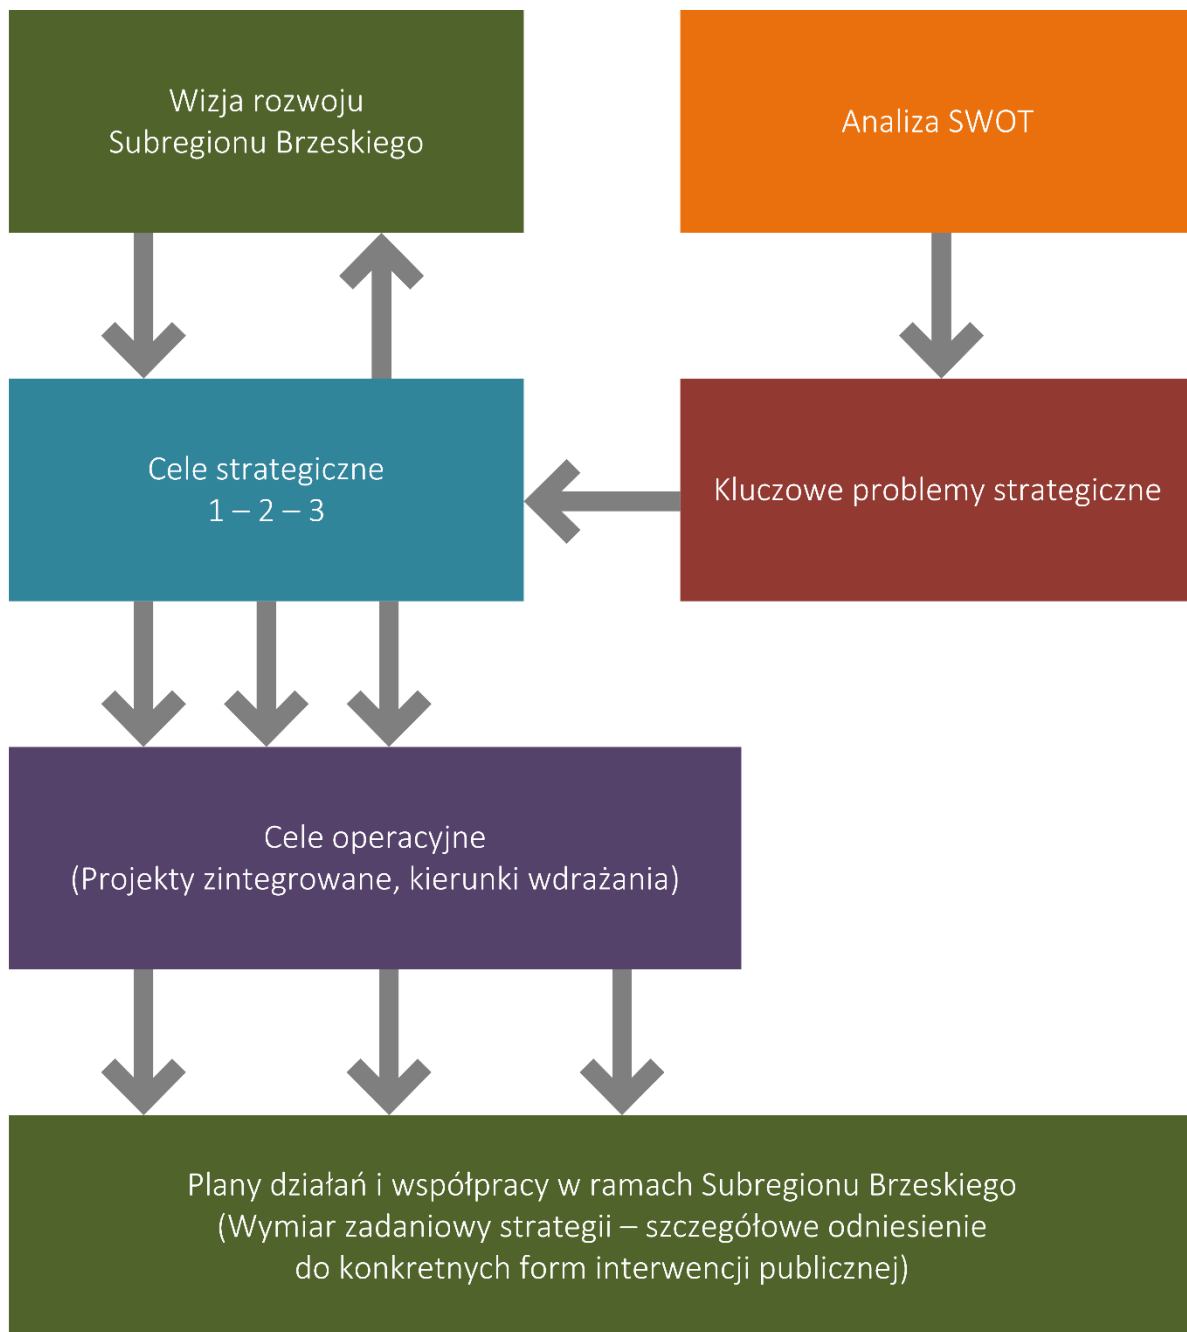 Wizja rozwoju
Subregionu Brzeskiego
Analiza SWOT
Cele strategiczne
1 – 2 – 3
Kluczowe problemy strategiczne
Cele operacyjne
(Projekty zintegrowane, kierunki wdrażania)
Plany działań i współpracy w ramach Subregionu Brzeskiego
(Wymiar zadaniowy strategii – szczegółowe odniesienie
do konkretnych form interwencji publicznej)